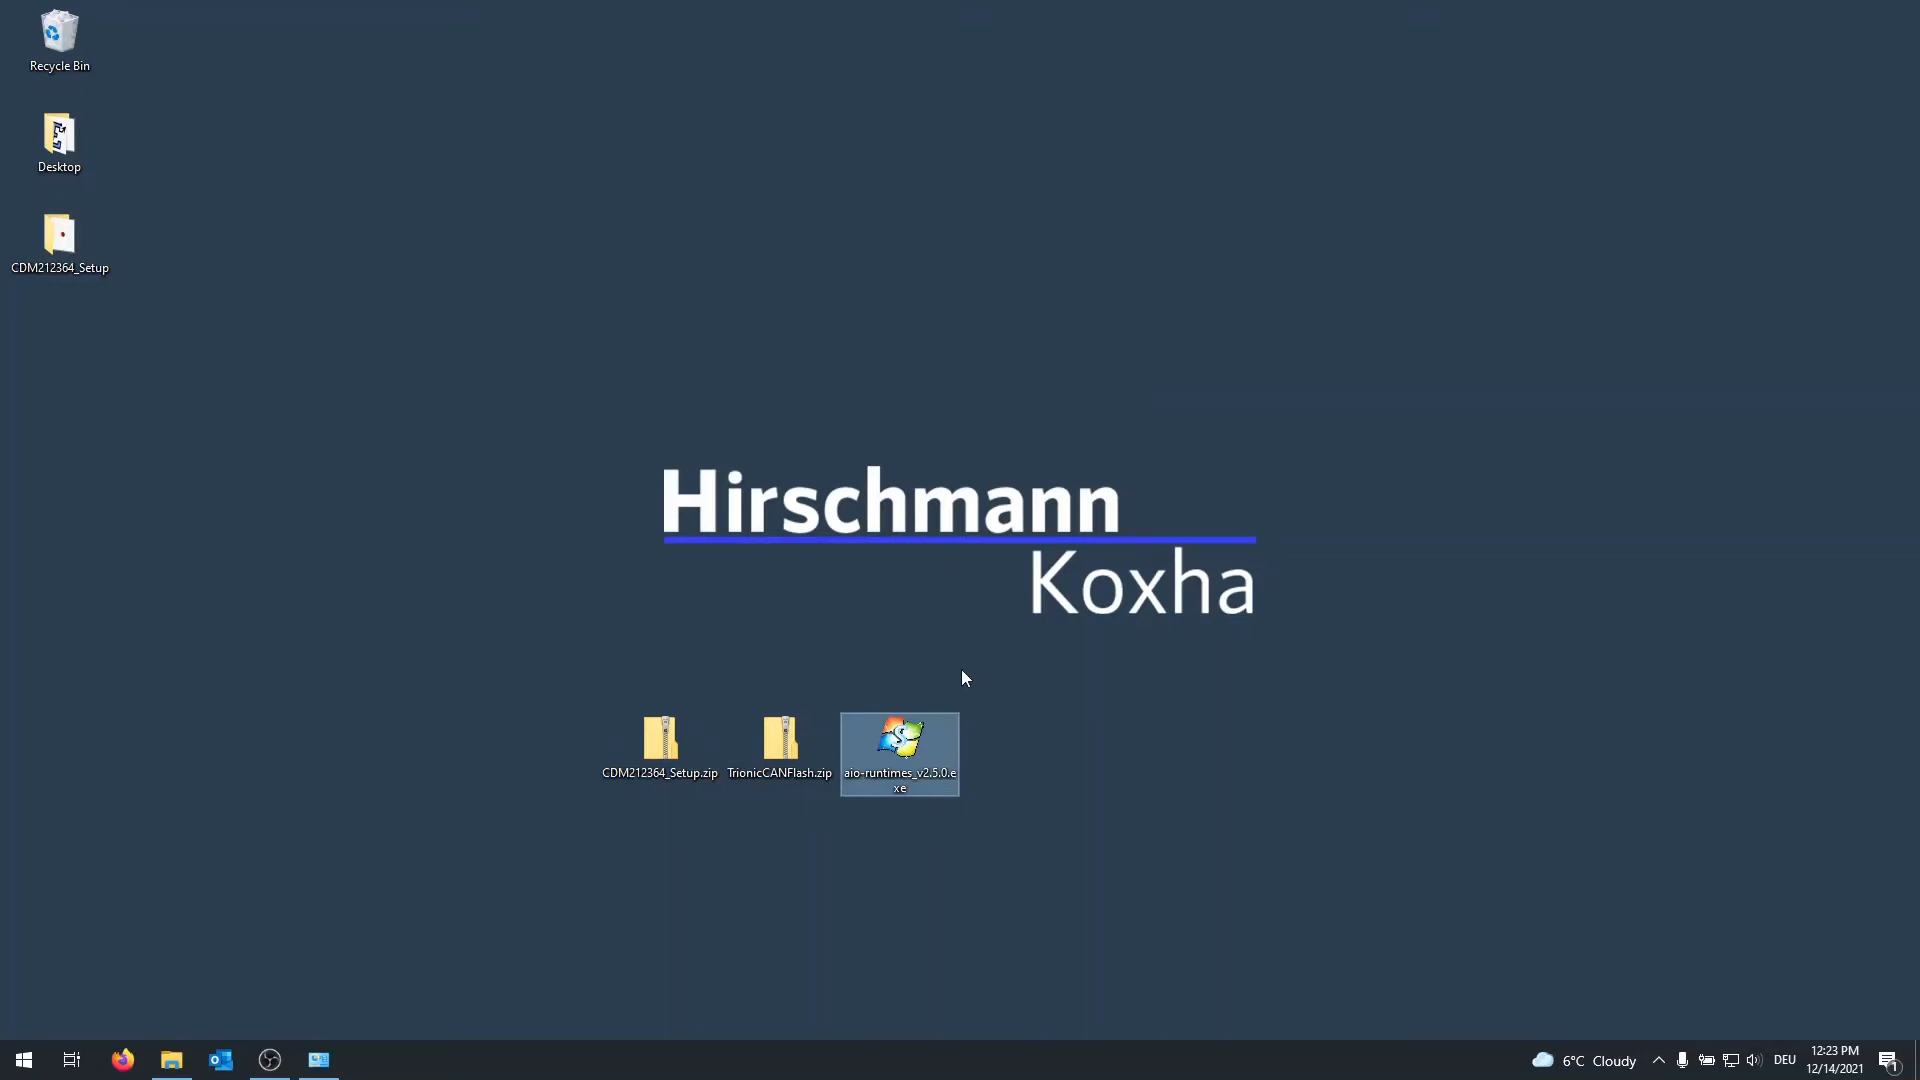 Recycle Bin
Desktop
CDM212364_Setup
Hirschmann
Koxha
CDM212364_Setup.zip
TrionicCANFlash.zip
aio-runtimes_v2.5.0.e
xe
6°C Cloudy
DEU
12:23 PM
12/14/2021
1